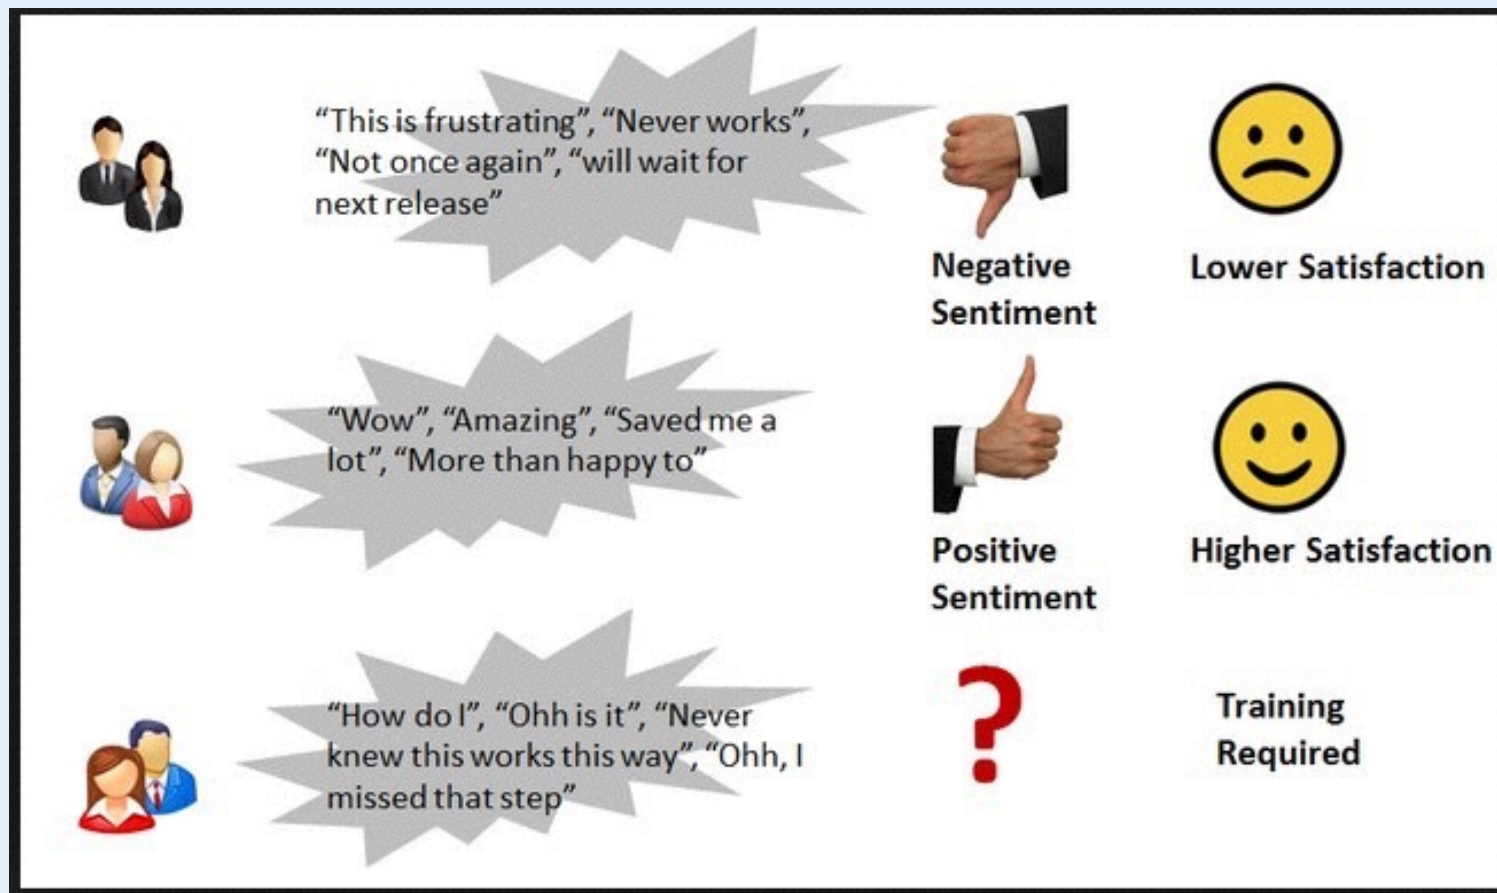 “This is frustrating”, “Never works”,
“Not once again”, “will wait for
next release”
Negative
Sentiment
Lower Satisfaction
“Wow”, “Amazing”, “Saved me a
lot”, “More than happy to”
Positive
Sentiment
Higher Satisfaction
“How do I”, “Ohh is it”, “Never
knew this works this way”, “Ohh, I
missed that step”
?
Training
Required